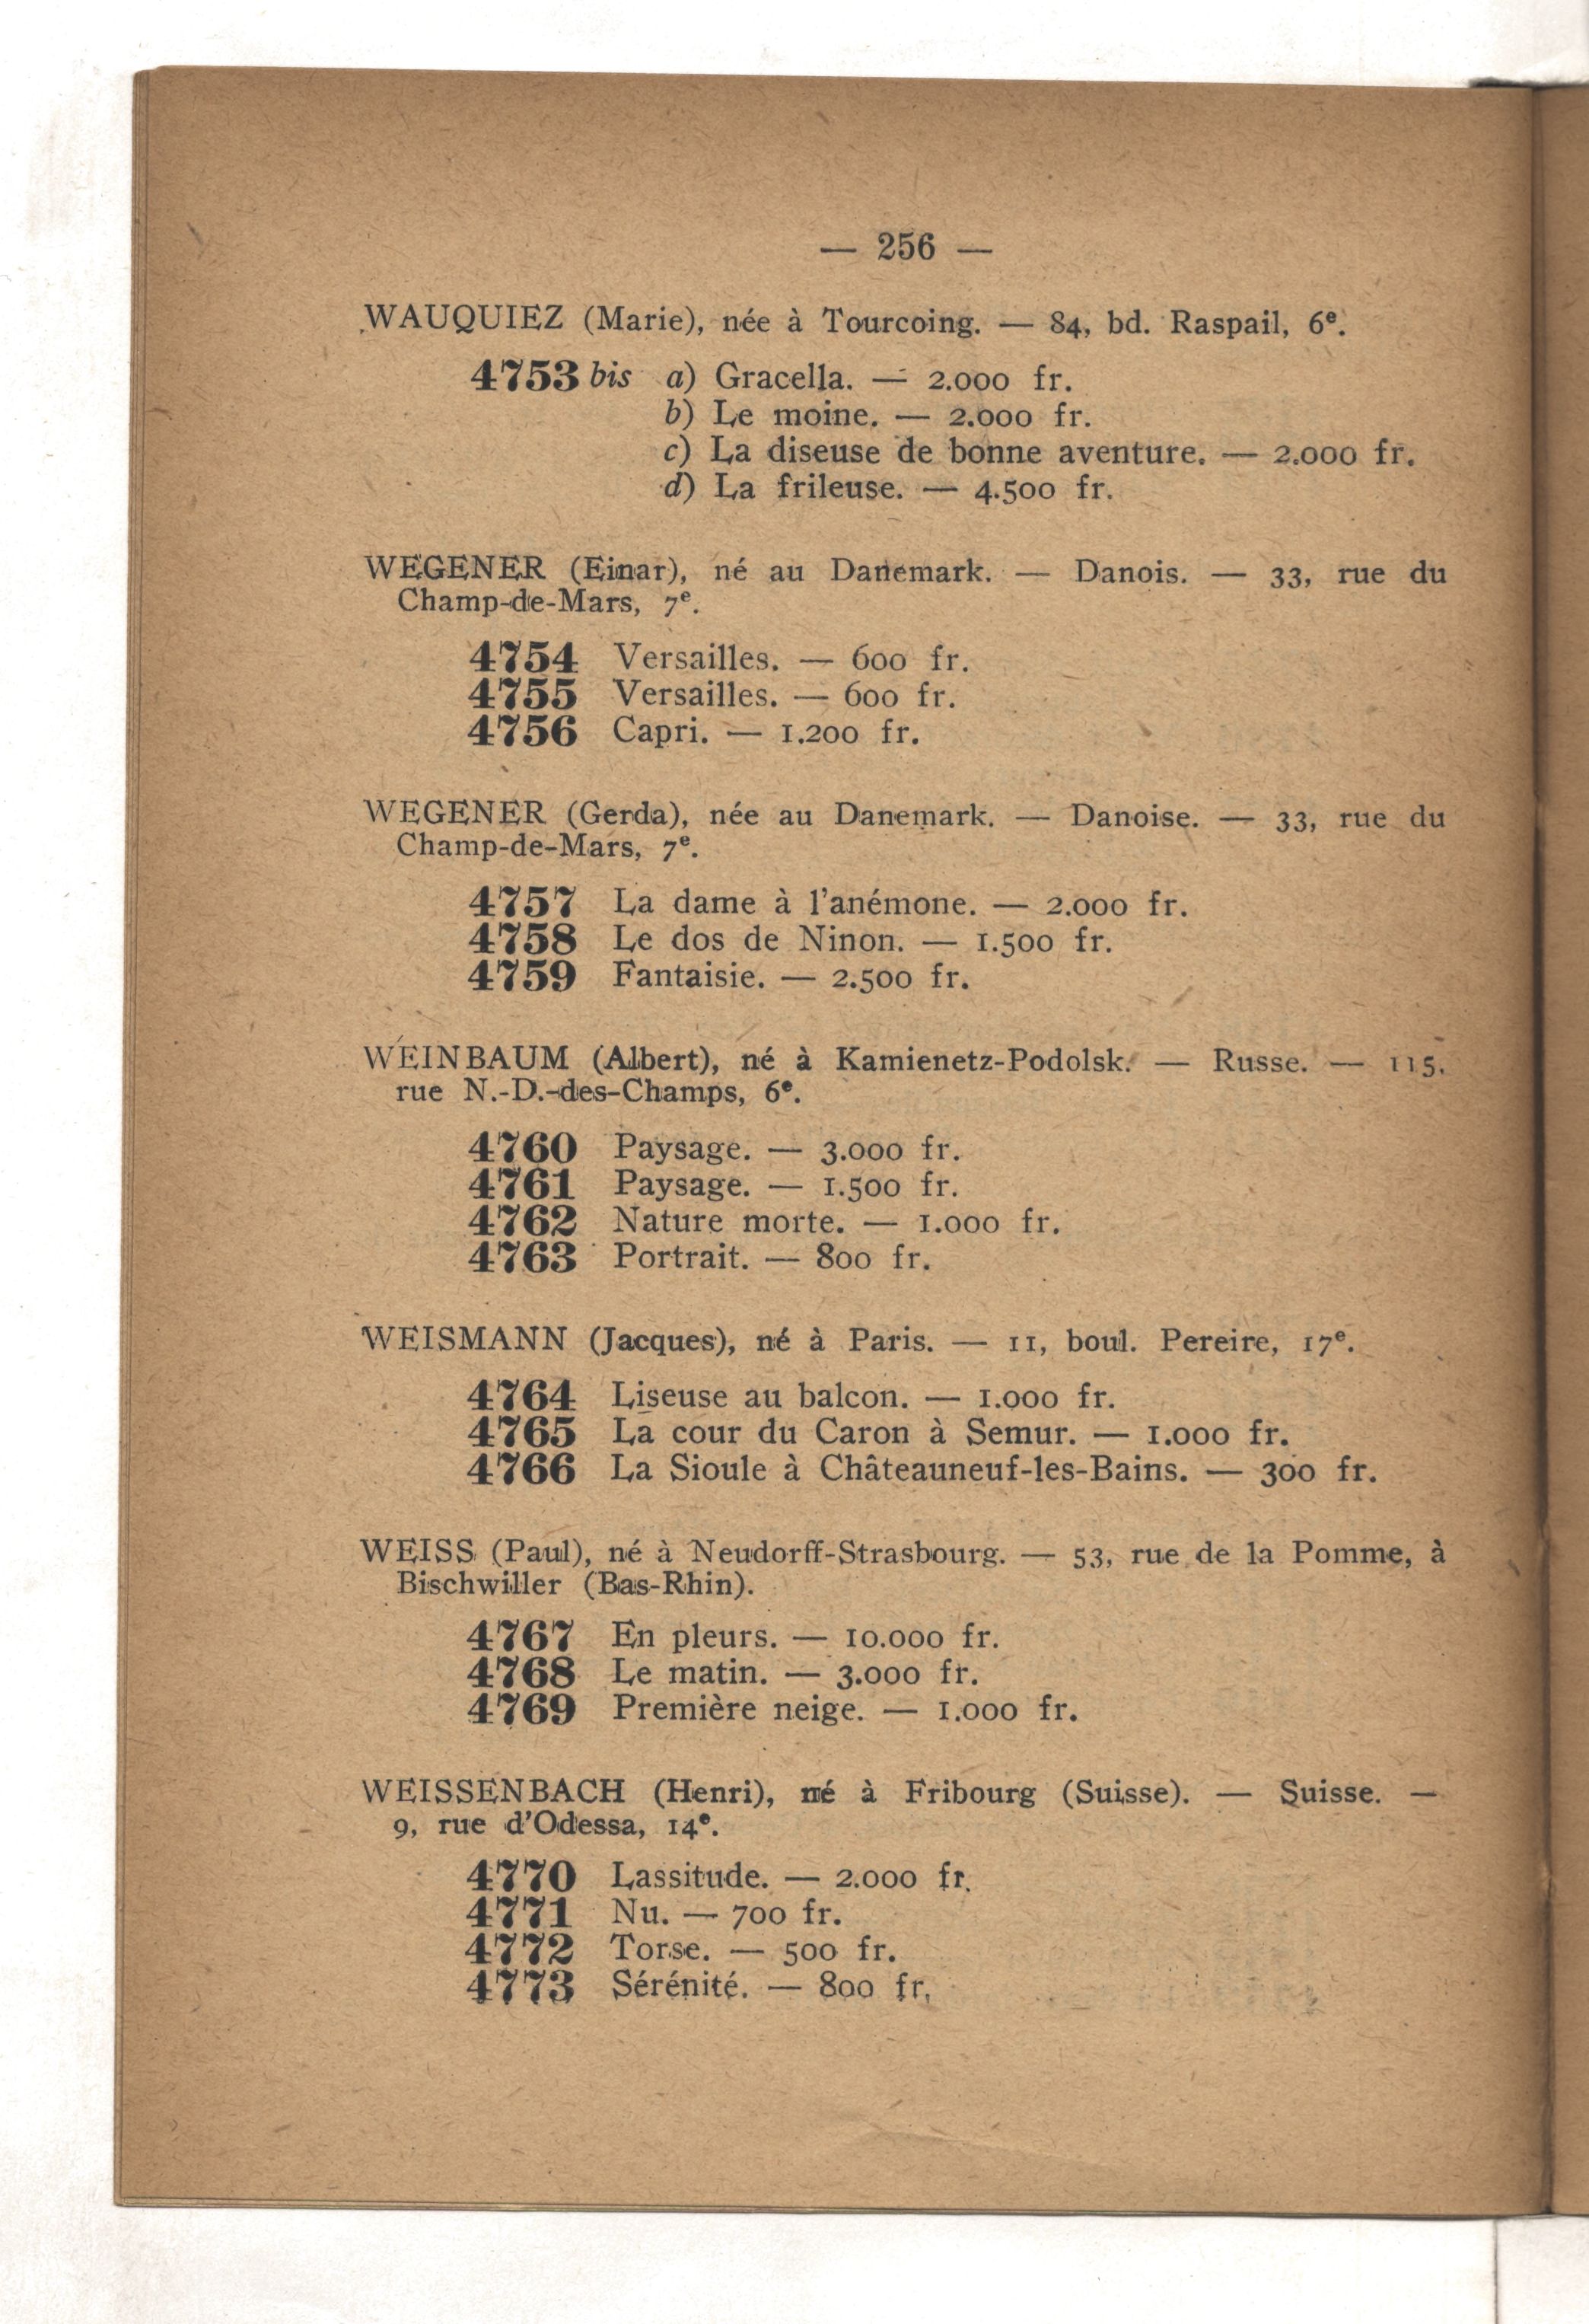 — 256 —
WAUQUIEZ (Marie), née à Tourcoing. — 84, bd. Raspail, 6e.
4753 bis a) Gracella. — 2.000 fr.
b) Le moine. — 2.000 fr.
c) La diseuse de bonne aventure. — 2.000 fr.
d) La frileuse. — 4.500 fr.
WEGENER (Einar), né au Danemark. — Danois. — 33, rue du
Champ-de-Mars, 7e.
4754 Versailles. — 600 fr.
4755 Versailles. — 600 fr.
4756 Capri. — 1.200 fr.
WEGENER (Gerda), née au Danemark. — Danoise. — 33, rue du
Champ-de-Mars, 7e.
4757 La dame à l'anémone. — 2.000 fr.
4758 Le dos de Ninon. — 1.500 fr.
4759 Fantaisie. — 2.500 fr.
WEINBAUM (Albert), né à Kamienetz-Podolsk. — Russe. — 115,
rue N.-D.-des-Champs, 6e.
4760 Paysage. — 3.000 fr.
4761 Paysage. — 1.500 fr.
4762 Nature morte. — 1.000 fr.
4763 Portrait. — 800 fr.
WEISMANN (Jacques), né à Paris. — 11, boul. Pereire, 17e.
4764 Liseuse au balcon. — 1.000 fr.
4765 La cour du Caron à Semur. — 1.000 fr.
4766 La Sioule à Châteauneuf-les-Bains. — 300 fr.
WEISS (Paul), né à Neudorff-Strasbourg. — 53, rue de la Pomme, à
Bischwiller (Bas-Rhin).
4767 En pleurs. — 10.000 fr.
4768 Le matin. — 3.000 fr.
4769 Première neige. — 1.000 fr.
WEISSENBACH (Henri), né à Fribourg (Suisse). — Suisse. —
9, rue d'Odessa, 14e.
4770 Lassitude. — 2.000 fr.
4771 Nu. — 700 fr.
4772 Torse. — 500 fr.
4773 Sérénité. — 800 fr.